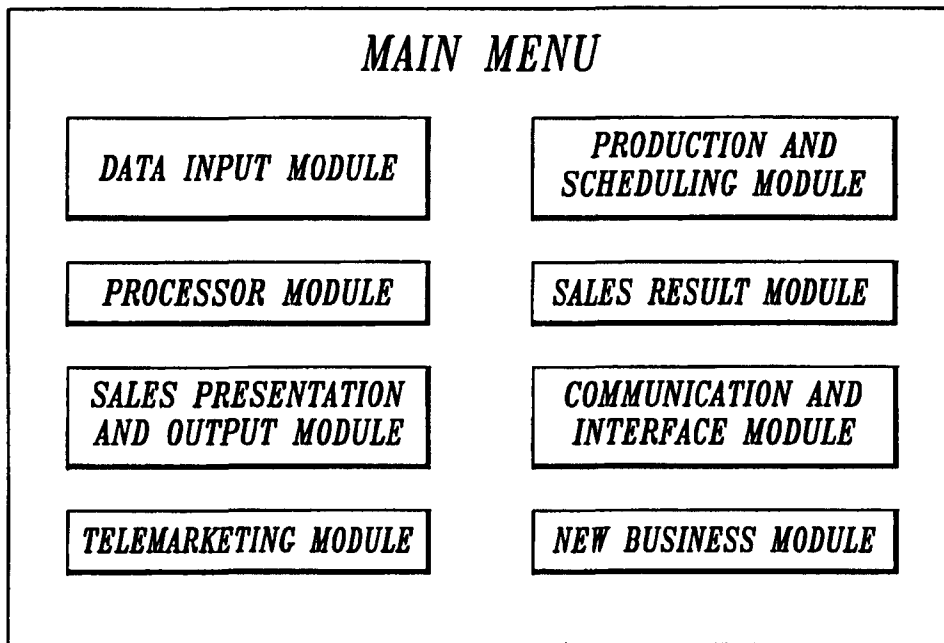 MAIN MENU
DATA INPUT MODULE
PRODUCTION AND
SCHEDULING MODULE
PROCESSOR MODULE
SALES RESULT MODULE
SALES PRESENTATION
AND OUTPUT MODULE
COMMUNICATION AND
INTERFACE MODULE
TELEMARKETING MODULE
NEW BUSINESS MODULE